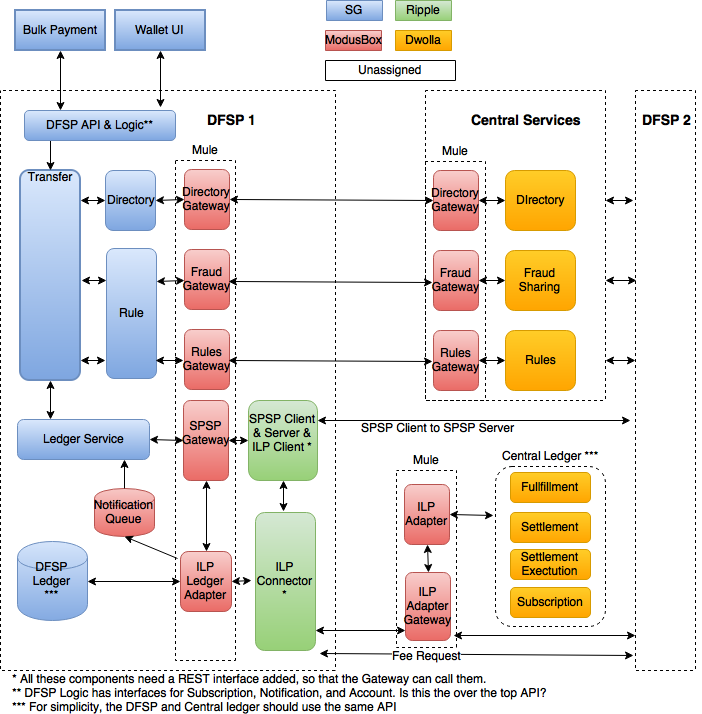 Bulk Payment
Wallet UI
SG
Ripple
ModusBox
Dwolla
Unassigned
DFSP API & Logic**
DFSP 1
Central Services
DFSP 2
Mule
Mule
Transfer
Directory
Directory
Gateway
Directory
Gateway
DIrectory
Rule
Fraud
Gateway
Fraud
Gateway
Fraud
Sharing
Rules
Gateway
Rules
Gateway
Rules
Ledger Service
SPSP
Gateway
SPSP Client
& Server &
ILP Client *
SPSP Client to SPSP Server
Mule
Central Ledger ***
Notification
Queue
ILP
Adapter
Fullfillment
Settlement
Settlement
Exectution
Subscription
DFSP
Ledger
***
ILP
Ledger
Adapter
ILP
Connector
*
ILP
Adapter
Gateway
Fee Request
* All these components need a REST interface added, so that the Gateway can call them.
** DFSP Logic has interfaces for Subscription, Notification, and Account. Is this the over the top API?
*** For simplicity, the DFSP and Central ledger should use the same API